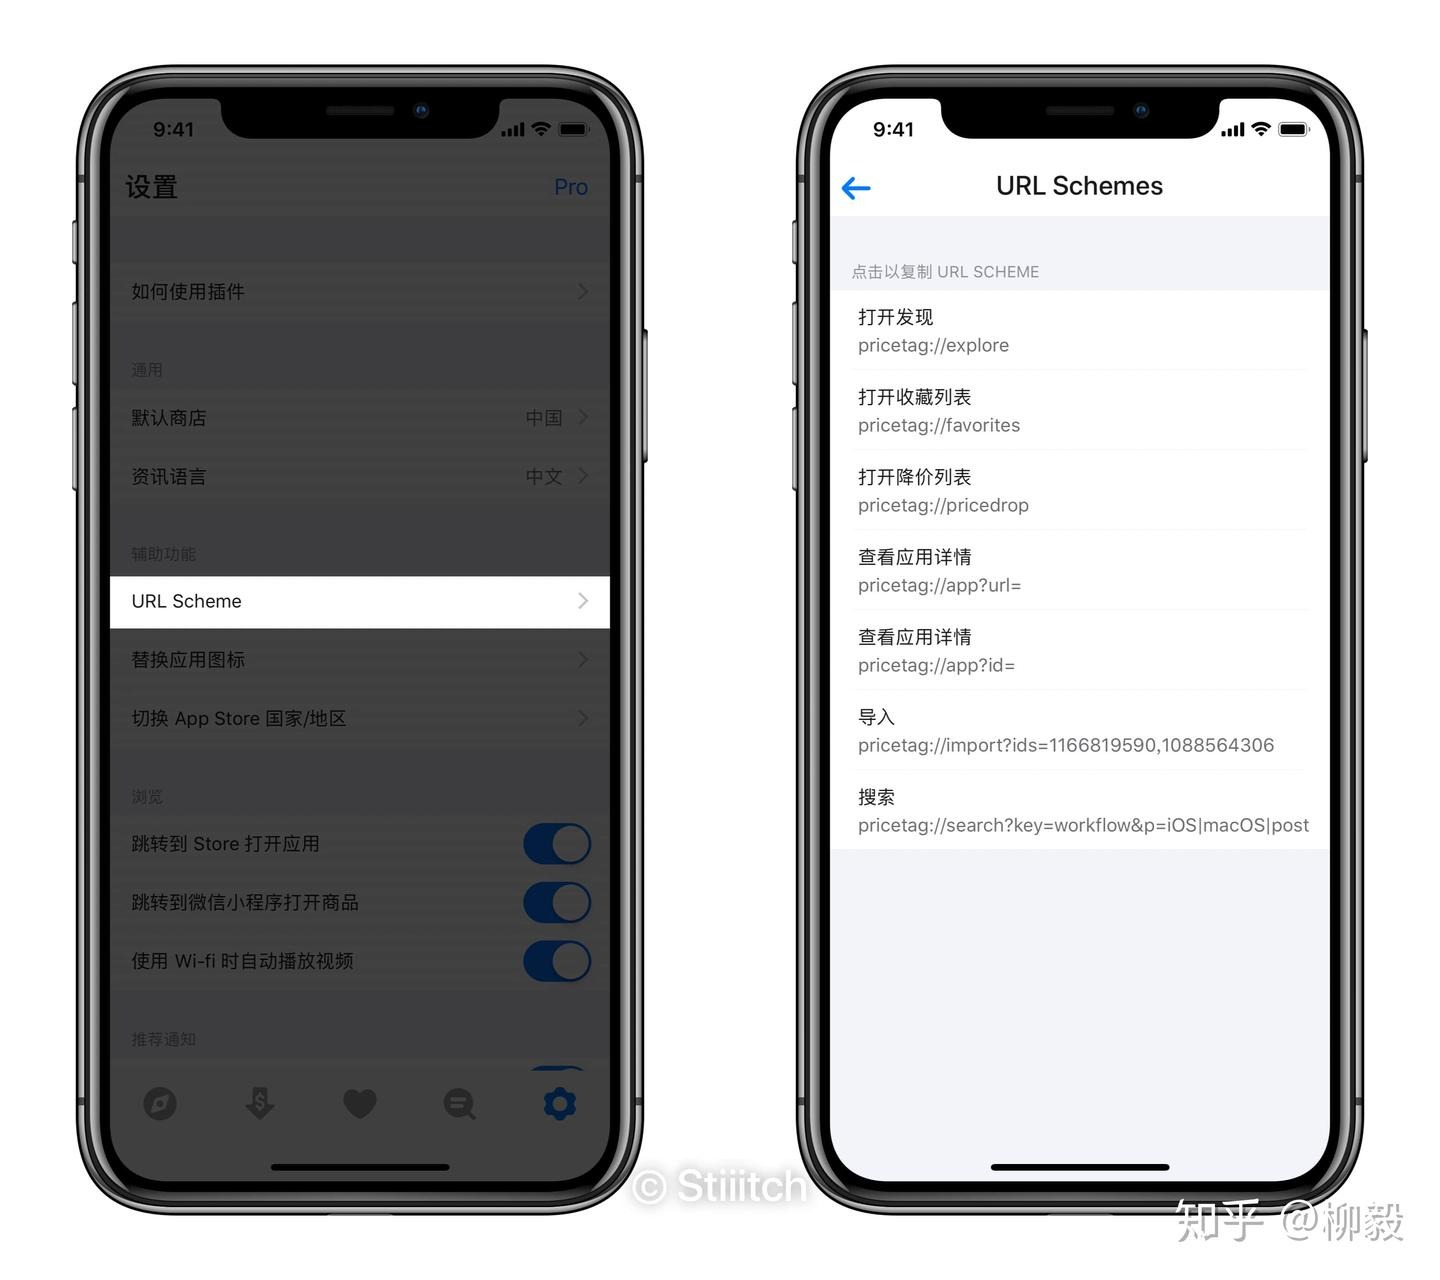 9:41
设置
Pro
如何使用插件
通用
默认商店
中国
资讯语言
中文
辅助功能
URL Scheme
替换应用图标
切换 App Store 国家/地区
浏览
跳转到 Store 打开应用
跳转到微信小程序打开商品
使用 Wi-fi 时自动播放视频
推荐通知
9:41
URL Schemes
点击以复制 URL SCHEME
打开发现
pricetag://explore
打开收藏列表
pricetag://favorites
打开降价列表
pricetag://pricedrop
查看应用详情
pricetag://app?url=
查看应用详情
pricetag://app?id=
导入
pricetag://import?ids=1166819590,1088564306
搜索
pricetag://search?key=workflow&p=iOS|macOS|post
© Stiiitch
知乎 @柳毅